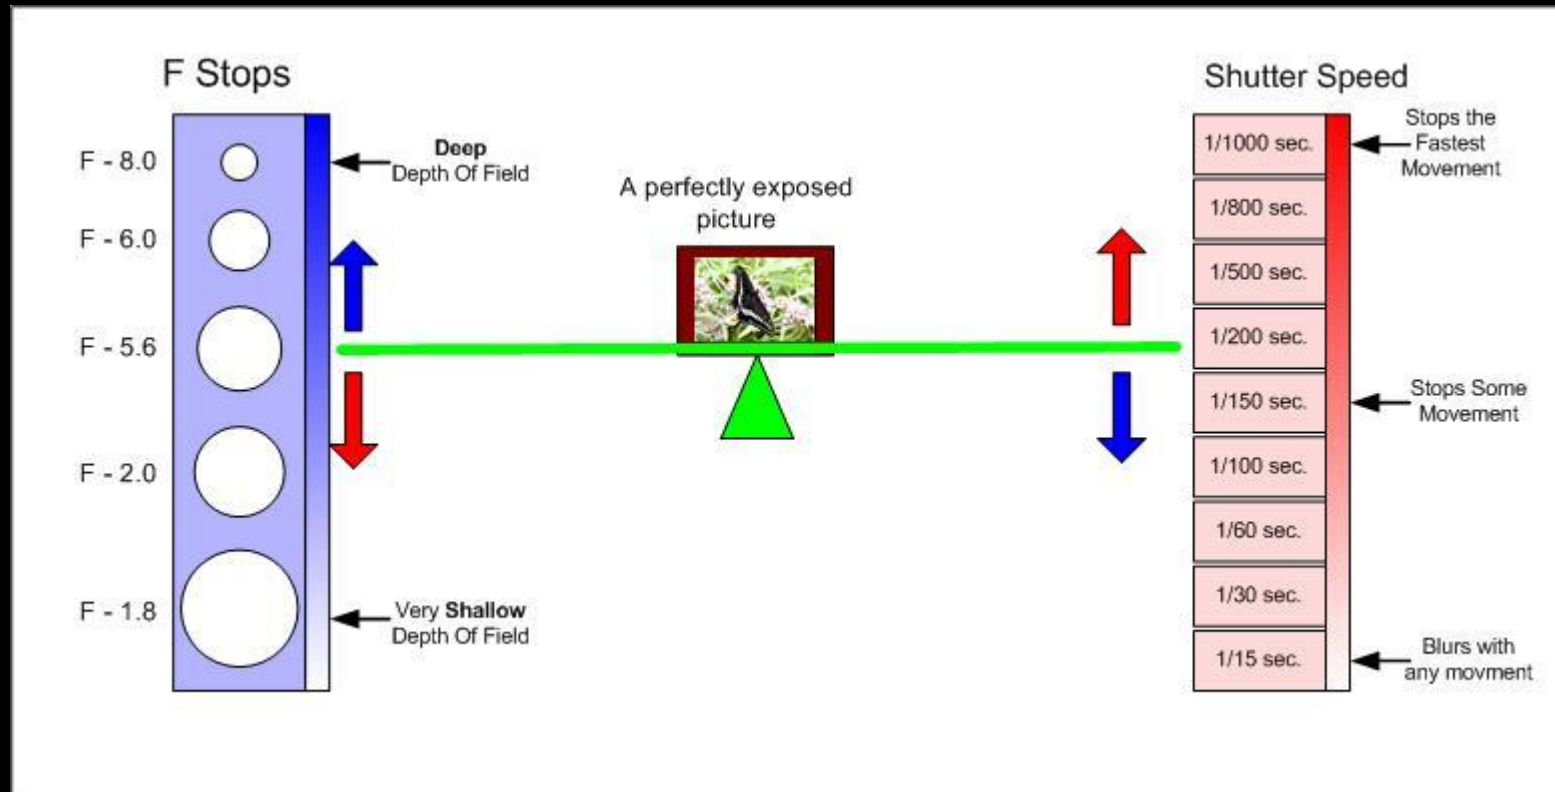 F Stops
F - 8.0
F - 6.0
F - 5.6
F - 2.0
F - 1.8
Deep
Depth Of Field
Very Shallow
Depth Of Field
A perfectly exposed
picture
Shutter Speed
1/1000 sec.
1/800 sec.
1/500 sec.
1/200 sec.
1/150 sec.
1/100 sec.
1/60 sec.
1/30 sec.
1/15 sec.
Stops the
Fastest
Movement
Stops Some
Movement
Blurs with
any movment